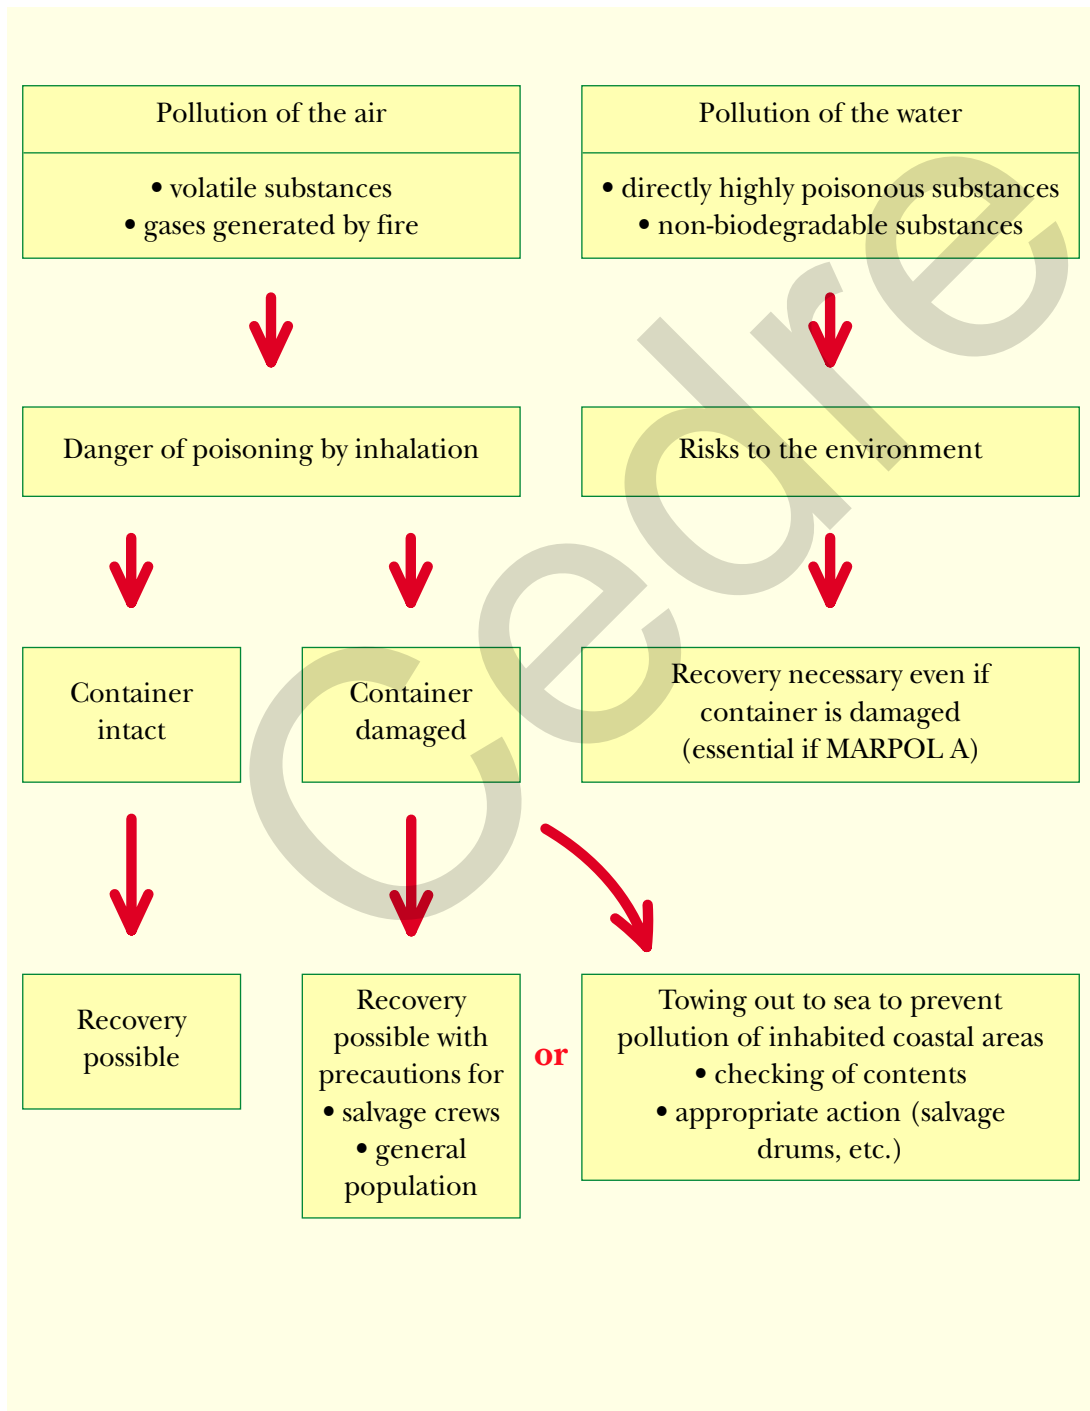 Pollution of the air
• volatile substances
• gases generated by fire
Pollution of the water
• directly highly poisonous substances
• non-biodegradable substances
Danger of poisoning by inhalation
Risks to the environment
Container
intact
Container
damaged
Recovery necessary even if
container is damaged
(essential if MARPOL A)
Recovery
possible
Recovery
possible with
precautions for
• salvage crews
• general
population
or
Towing out to sea to prevent
pollution of inhabited coastal areas
• checking of contents
• appropriate action (salvage
drums, etc.)
Cedre